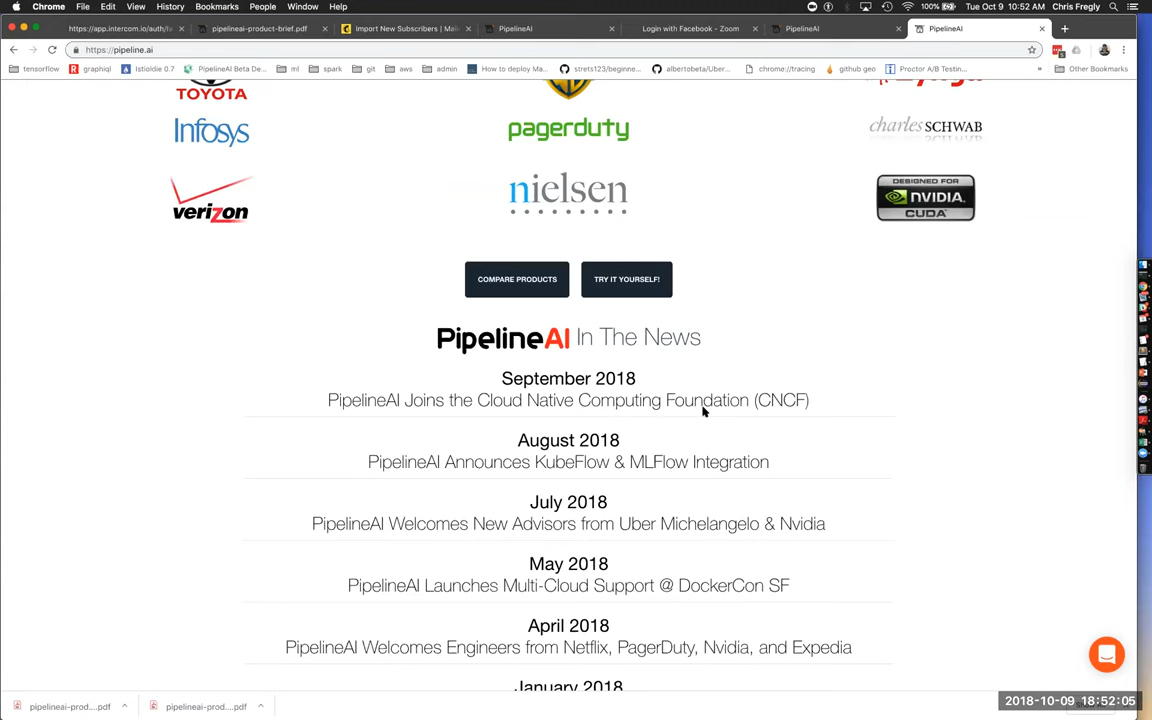 Chrome File Edit View History Bookmarks People Window Help
100% Tue Oct 9 10:52 AM Chris Fregly
https://app.intercom.io/auth/
pipelineai-product-brief.pdf
Import New Subscribers | Mail
PipelineAI
Login with Facebook - Zoom
PipelineAI
PipelineAI
https://pipeline.ai
tensorflow
graphiql
IstioIdie 0.7
PipelineAI Beta De...
ml
spark
git
aws
admin
How to deploy Ma...
strets123/beginne...
albertobeta/Uber...
chrome://tracing
github geo
Proctor A/B Testin...
»
Other Bookmarks
TOYOTA
Infosys
pagerduty
charles SCHWAB
verizon
nielsen
DESIGNED FOR
NVIDIA.
CUDA
COMPARE PRODUCTS
TRY IT YOURSELF!
PipelineAI In The News
September 2018
PipelineAI Joins the Cloud Native Computing Foundation (CNCF)
August 2018
PipelineAI Announces KubeFlow & MLFlow Integration
July 2018
PipelineAI Welcomes New Advisors from Uber Michelangelo & Nvidia
May 2018
PipelineAI Launches Multi-Cloud Support @ DockerCon SF
April 2018
PipelineAI Welcomes Engineers from Netflix, PagerDuty, Nvidia, and Expedia
January 2018
pipelineai-prod....pdf
pipelineai-prod....pdf
2018-10-09 18:52:05